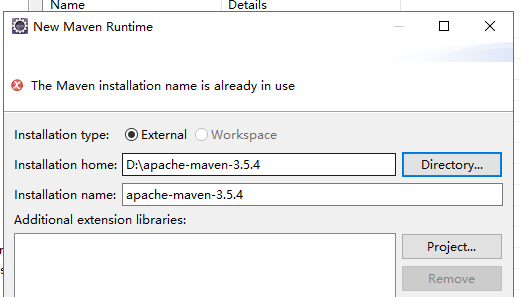 Name Details
New Maven Runtime
The Maven installation name is already in use
Installation type: External Workspace
Installation home: D:\apache-maven-3.5.4 Directory...
Installation name: apache-maven-3.5.4
Additional extension libraries:
Project...
Remove